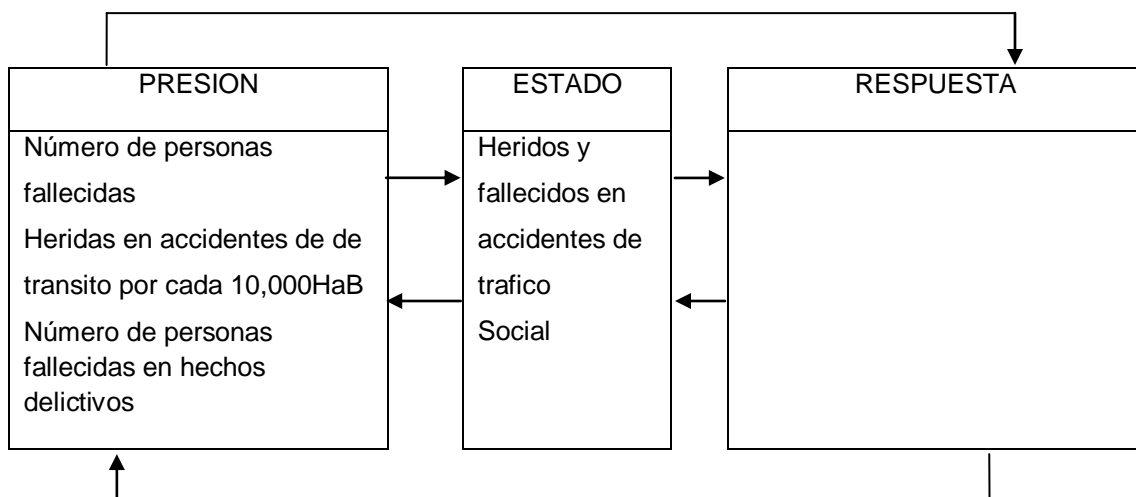 PRESION
Número de personas
fallecidas
Heridas en accidentes de de
transito por cada 10,000HaB
Número de personas
fallecidas en hechos
delictivos
ESTADO
Heridos y
fallecidos en
accidentes de
trafico
Social
RESPUESTA